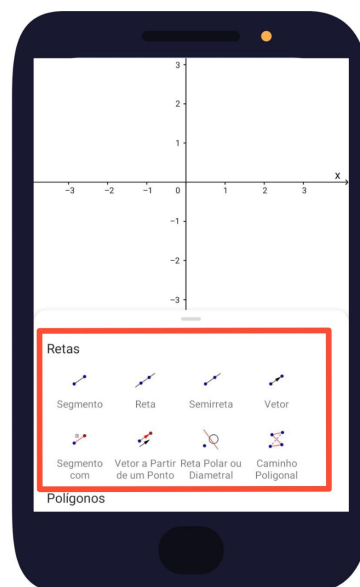 3
2
1
x
-3 -2 -1 0 1 2 3
-1
-2
-3
Retas
Segmento Reta Semirreta Vetor
a
Segmento Vetor a Partir Reta Polar ou Caminho
com de um Ponto Diametral Poligonal
Polígonos